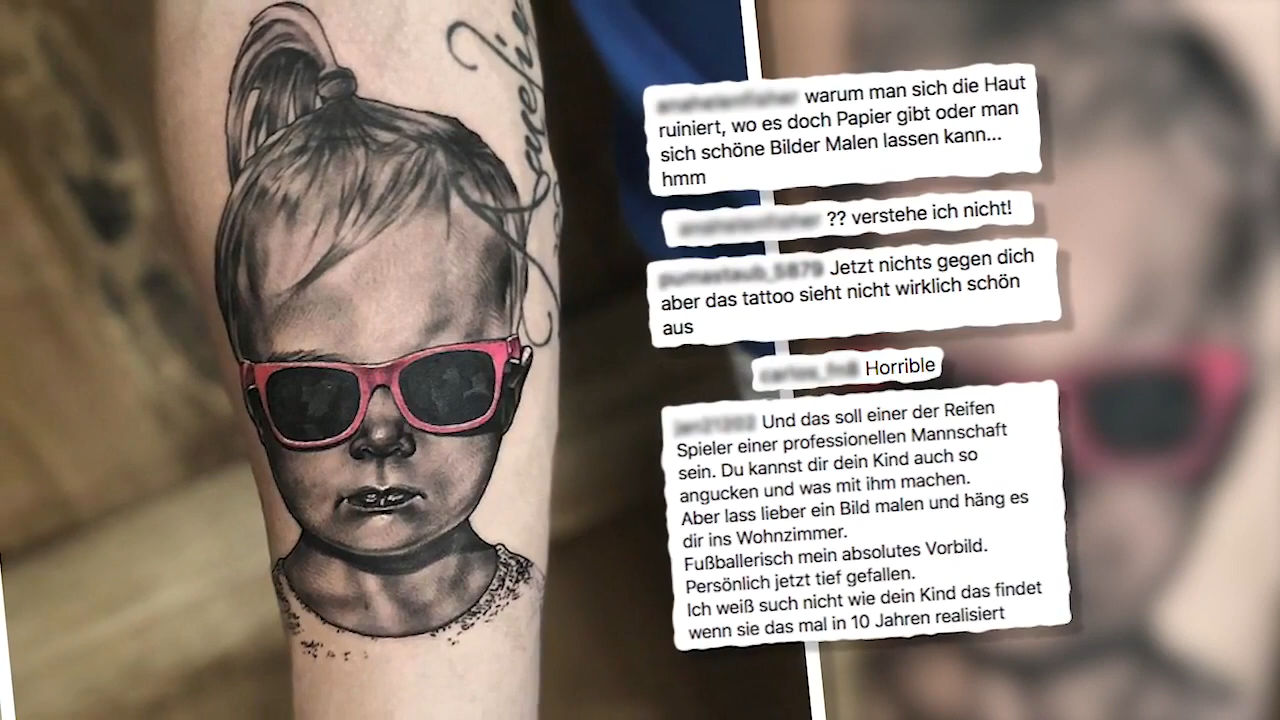 warum man sich die Haut
ruiniert, wo es doch Papier gibt oder man
sich schöne Bilder Malen lassen kann...
hmm
?? verstehe ich nicht!
Jetzt nichts gegen dich
aber das tattoo sieht nicht wirklich schön
aus
Horrible
Und das soll einer der Reifen
Spieler einer professionellen Mannschaft
sein. Du kannst dir dein Kind auch so
angucken und was mit ihm machen.
Aber lass lieber ein Bild malen und häng es
dir ins Wohnzimmer.
Fußballerisch mein absolutes Vorbild.
Persönlich jetzt tief gefallen.
Ich weiß such nicht wie dein Kind das findet
wenn sie das mal in 10 Jahren realisiert